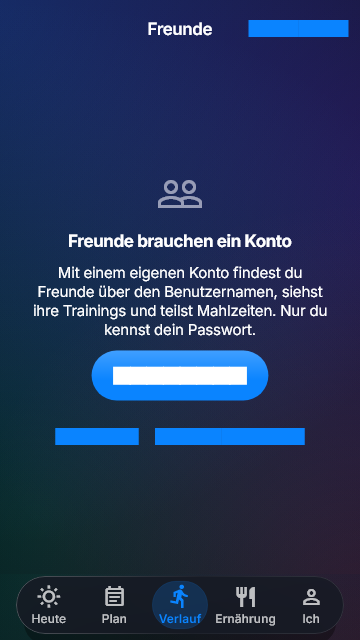 Freunde
Freunde brauchen ein Konto
Mit einem eigenen Konto findest du
Freunde über den Benutzernamen, siehst
ihre Trainings und teilst Mahlzeiten. Nur du
kennst dein Passwort.
Heute
Plan
Verlauf
Ernährung
Ich